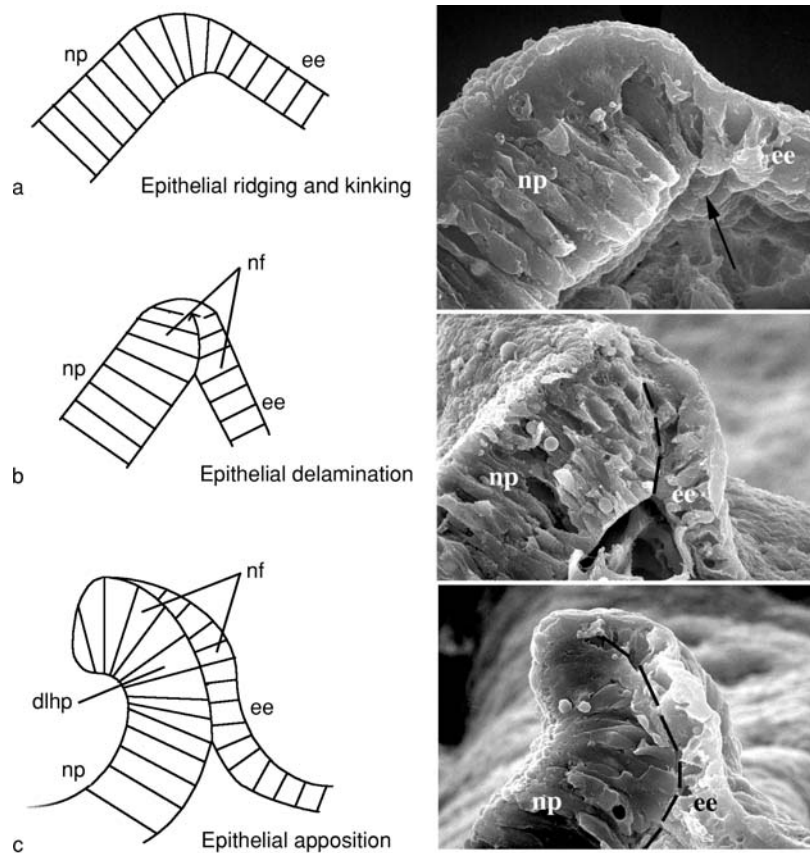 np
ee
a
Epithelial ridging and kinking
np
ee
nf
np
ee
b
Epithelial delamination
np
ee
nf
dlhp
ee
np
c
Epithelial apposition
np
ee